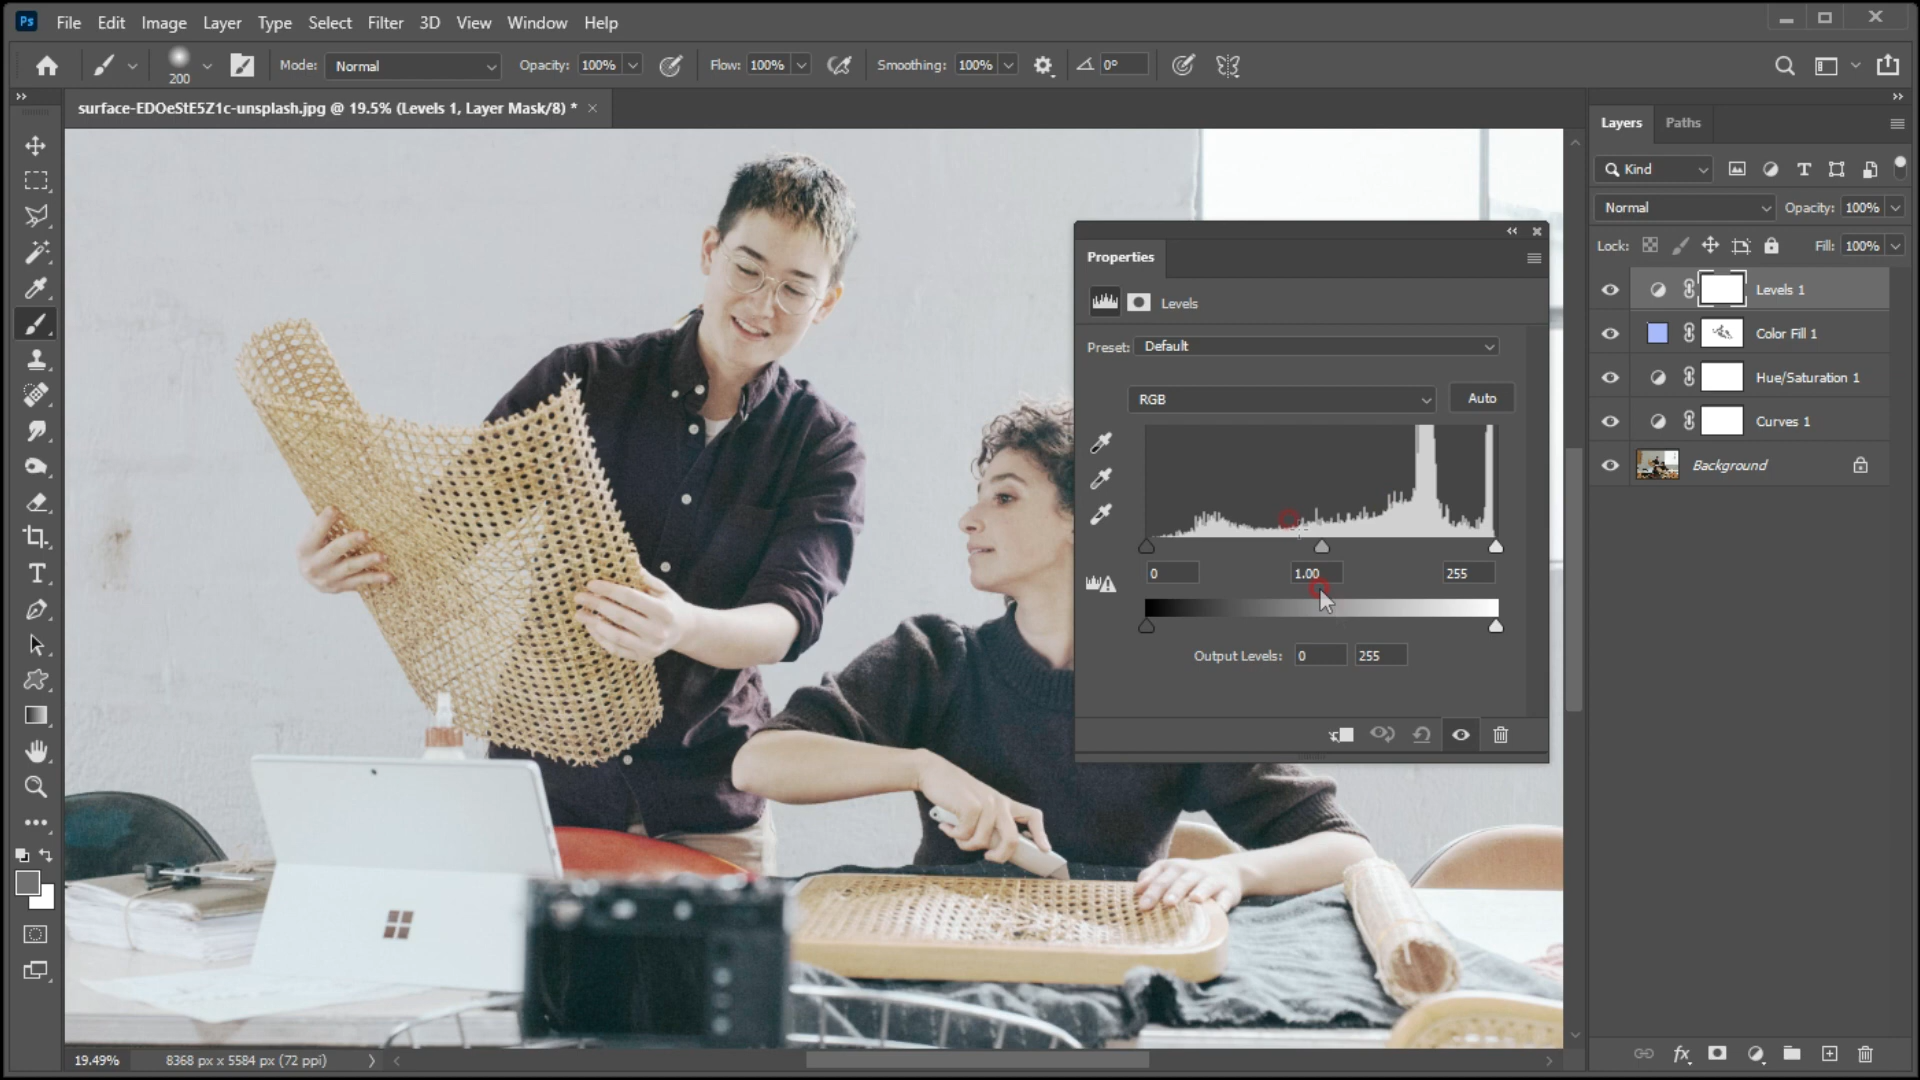 Ps File Edit Image Layer Type Select Filter 3D View Window Help
200 Mode: Normal Opacity: 100% Flow: 100% Smoothing: 100% 0°
surface-EDOeStE5Z1c-unsplash.jpg @ 19.5% (Levels 1, Layer Mask/8) *
Layers Paths
Kind
Normal Opacity: 100%
Lock: Fill: 100%
Levels 1
Color Fill 1
Hue/Saturation 1
Curves 1
Background
Properties
Levels
Preset: Default
RGB Auto
0 1.00 255
Output Levels: 0 255
19.49% 8368 px x 5584 px (72 ppi)